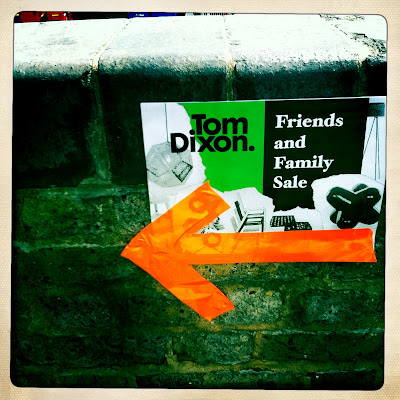 Tom
Dixon.
Friends
and
Family
Sale